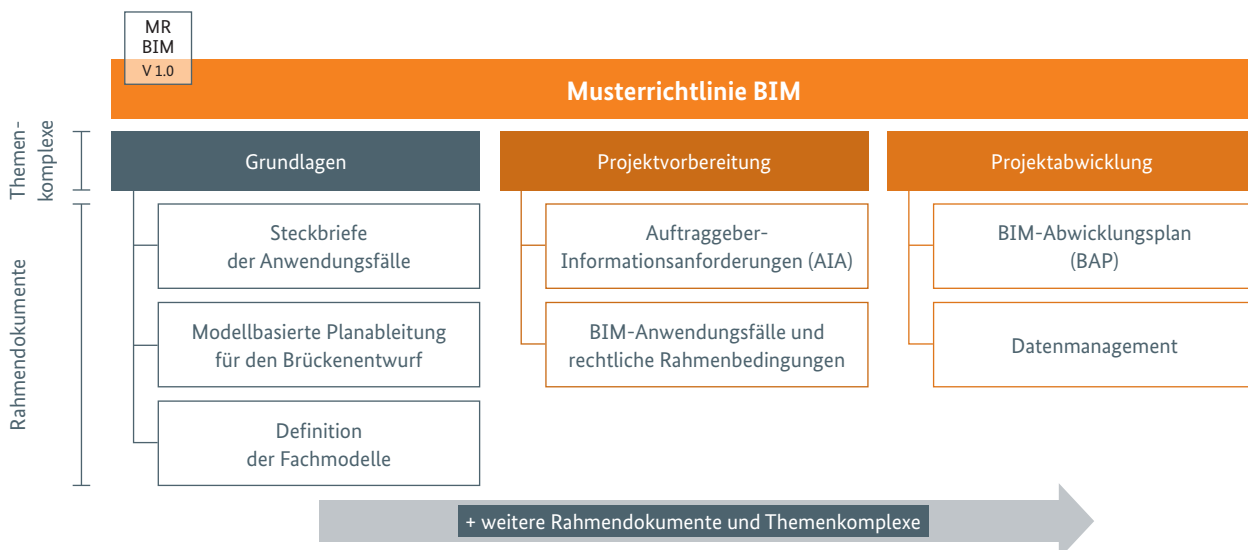 MR
BIM
V 1.0
Musterrichtlinie BIM
Themen-
komplexe
Grundlagen
Projektvorbereitung
Projektabwicklung
Rahmendokumente
Steckbriefe
der Anwendungsfälle
Modellbasierte Planableitung
für den Brückenentwurf
Definition
der Fachmodelle
Auftraggeber-
Informationsanforderungen (AIA)
BIM-Anwendungsfälle und
rechtliche Rahmenbedingungen
BIM-Abwicklungsplan
(BAP)
Datenmanagement
+ weitere Rahmendokumente und Themenkomplexe